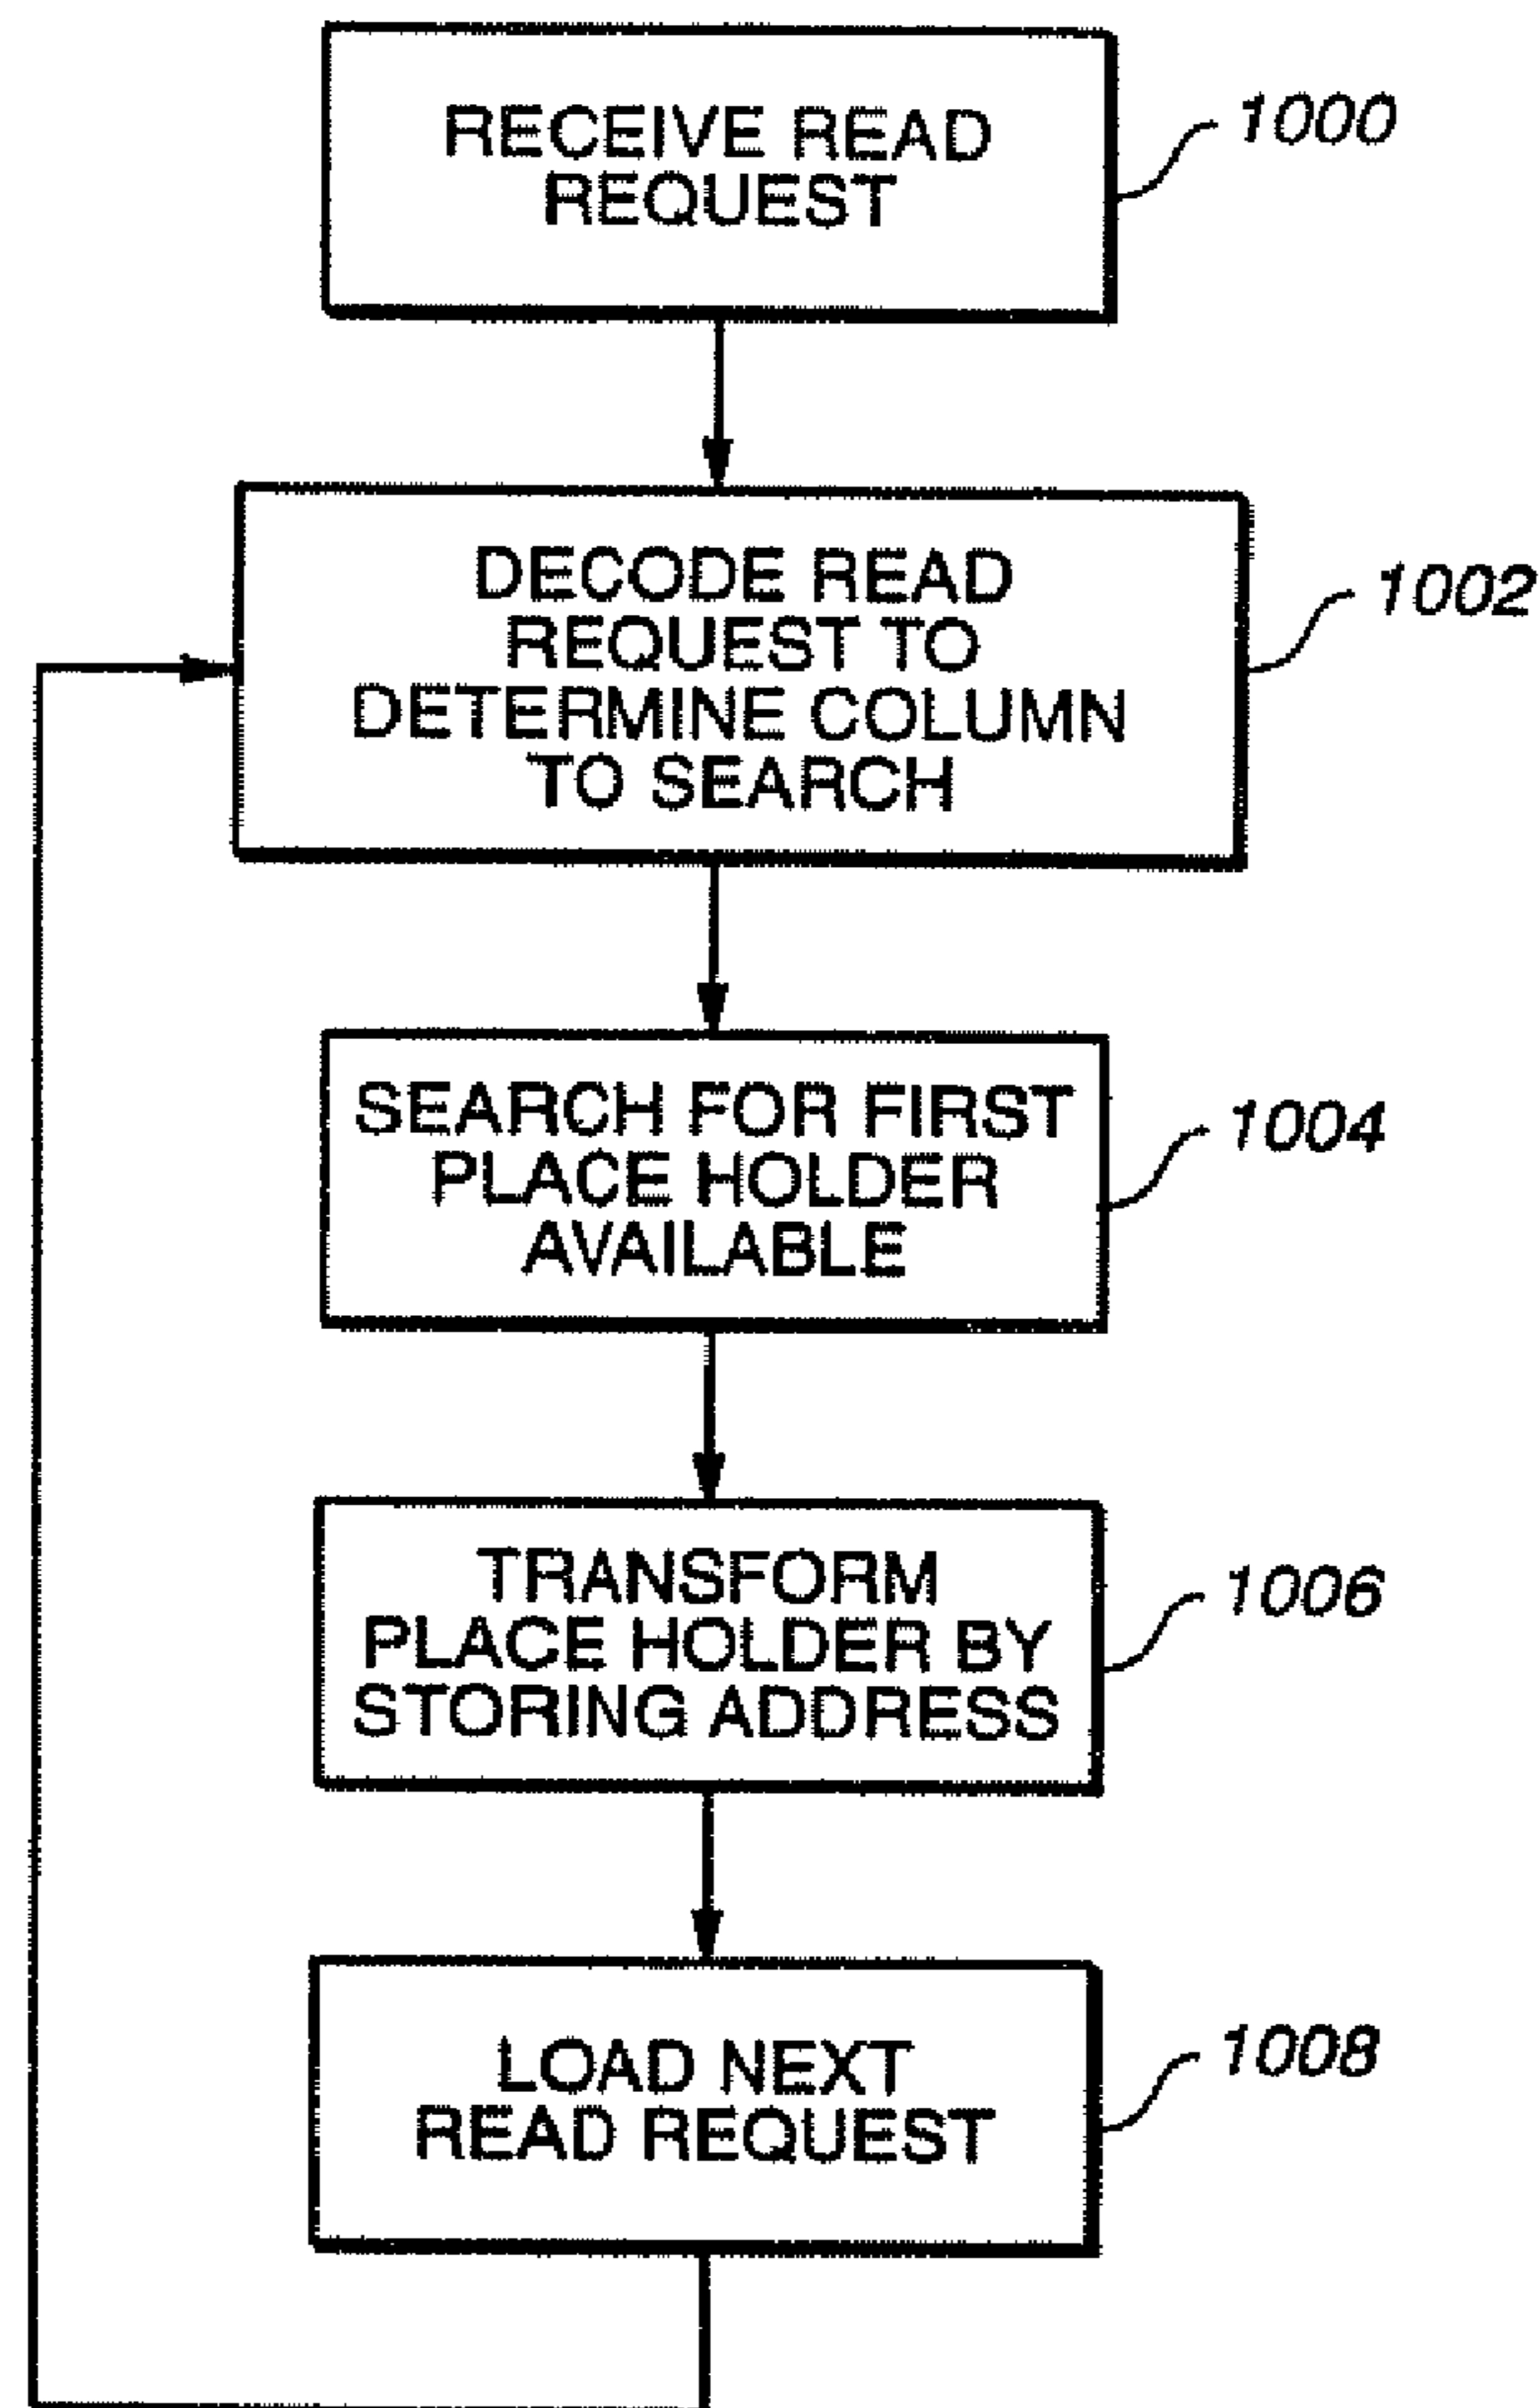 RECEIVE READ
REQUEST
1000
DECODE READ
REQUEST TO
DETERMINE COLUMN
TO SEARCH
1002
SEARCH FOR FIRST
PLACE HOLDER
AVAILABLE
1004
TRANSFORM
PLACE HOLDER BY
STORING ADDRESS
1006
LOAD NEXT
READ REQUEST
1008